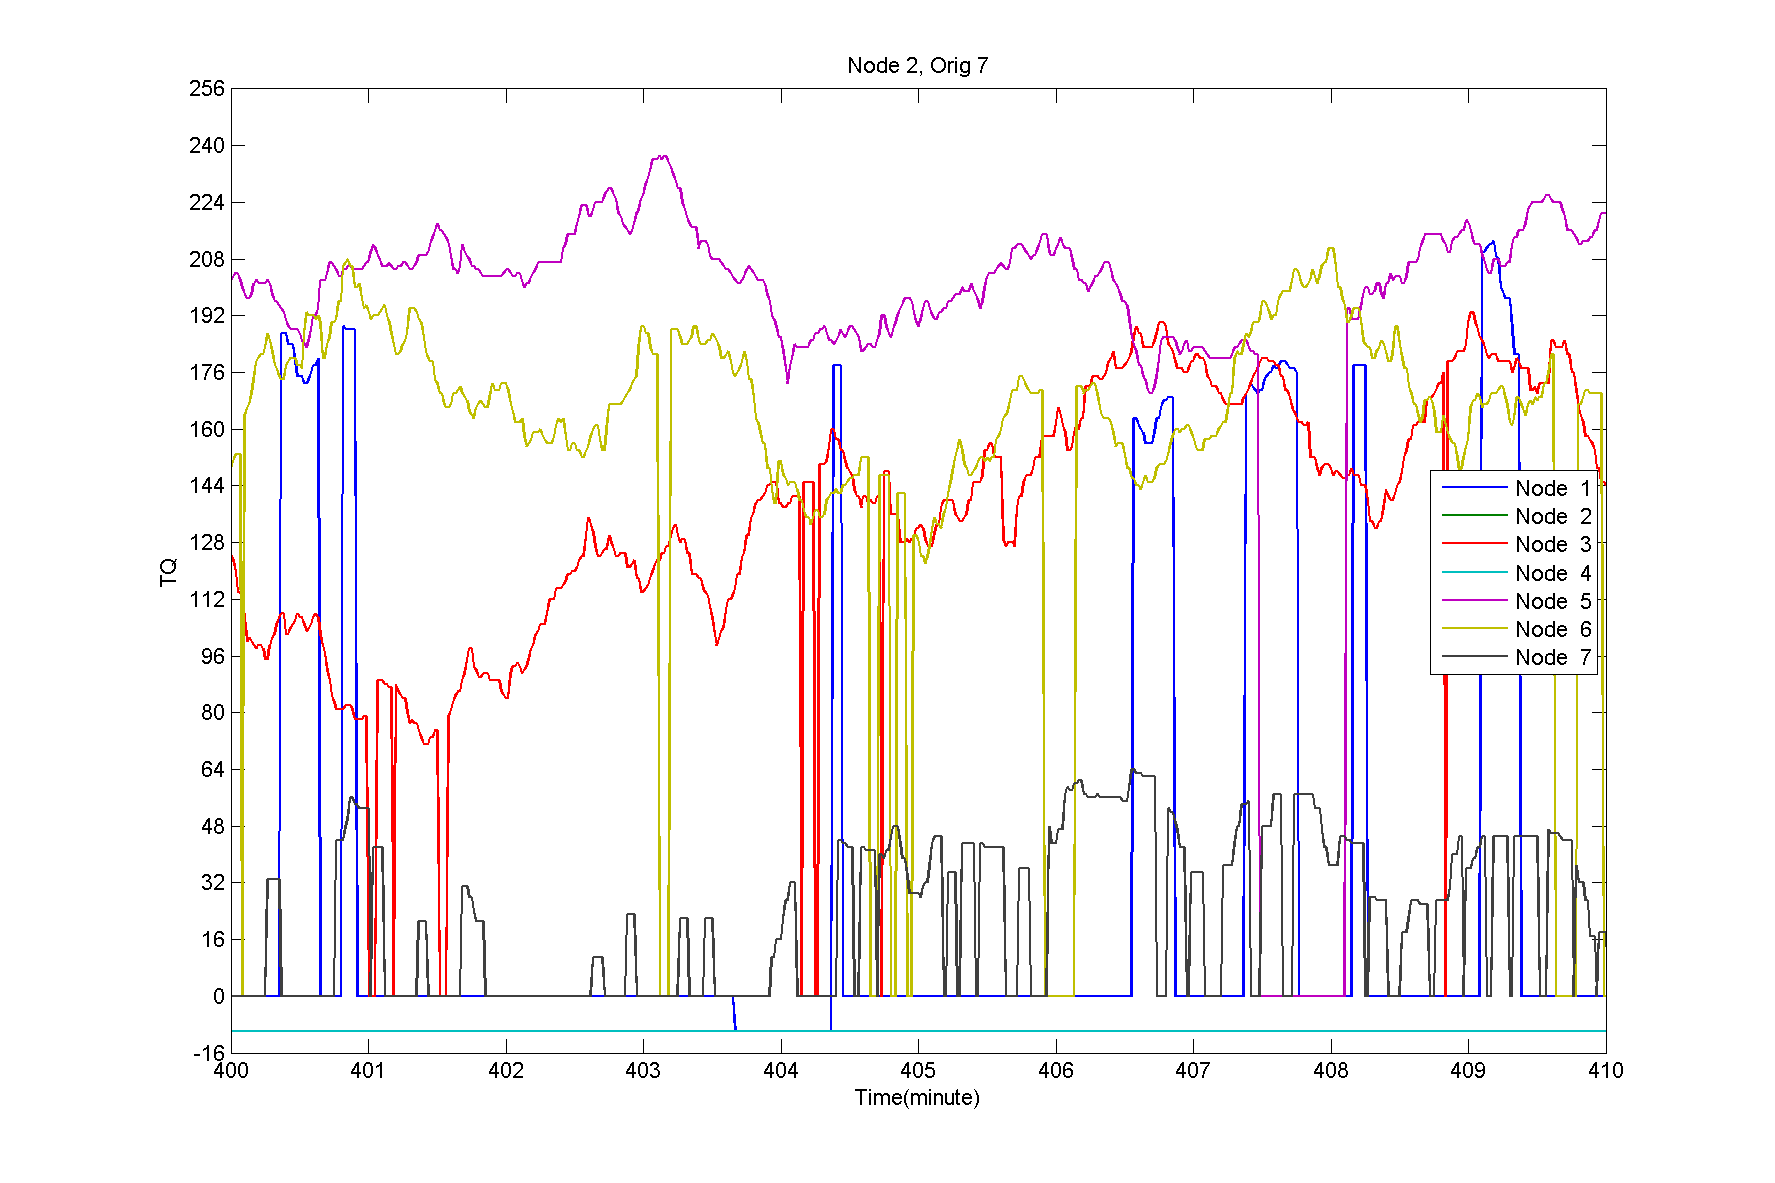 Node 2, Orig 7
256
240
224
208
192
176
160
144
128
112
96
80
64
48
32
16
0
-16
TQ
Node 1
Node 2
Node 3
Node 4
Node 5
Node 6
Node 7
400 401 402 403 404 405 406 407 408 409 410
Time(minute)